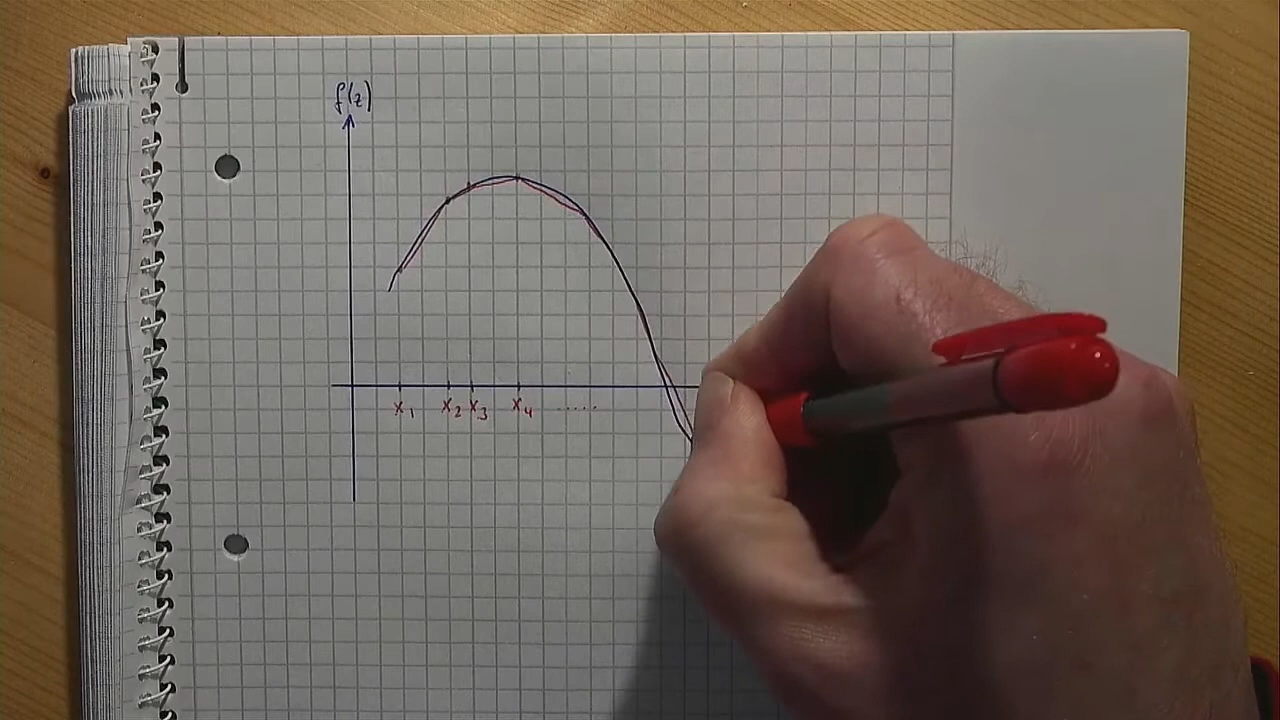 f(z)
x₁ x₂ x₃ x₄ .....